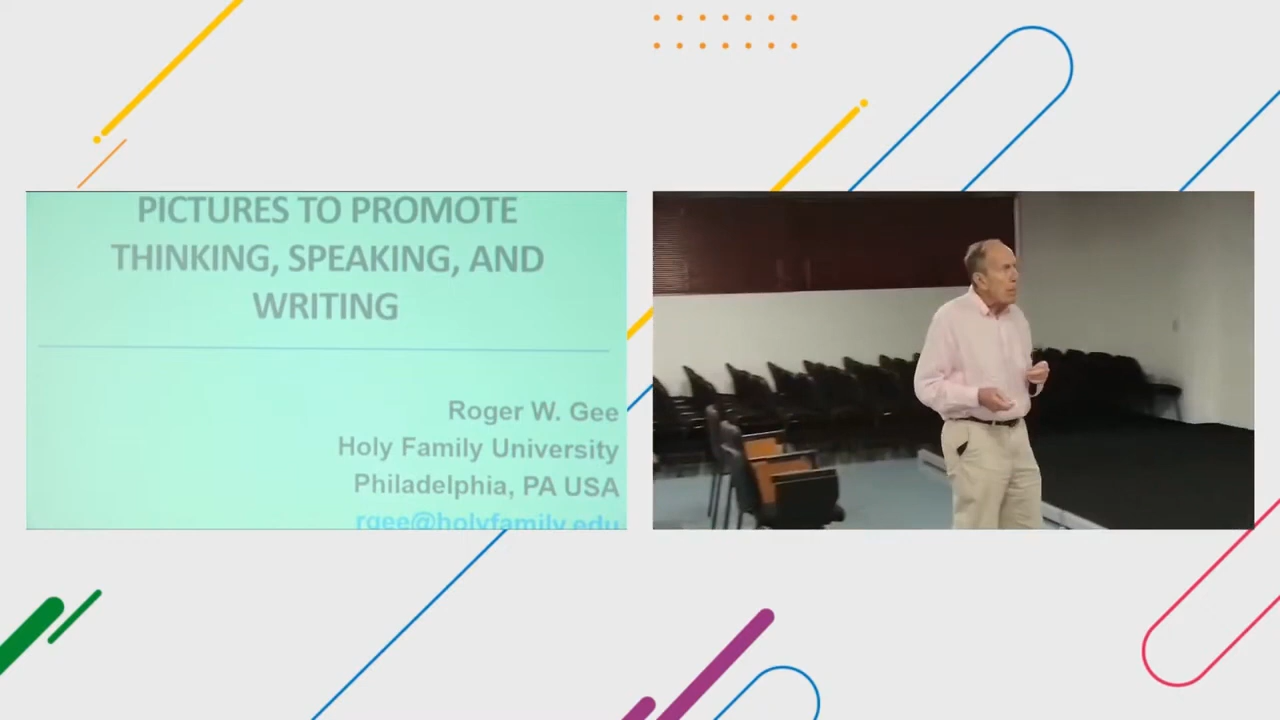 PICTURES TO PROMOTE
THINKING, SPEAKING, AND
WRITING
Roger W. Gee
Holy Family University
Philadelphia, PA USA
rgee@holyfamily.edu